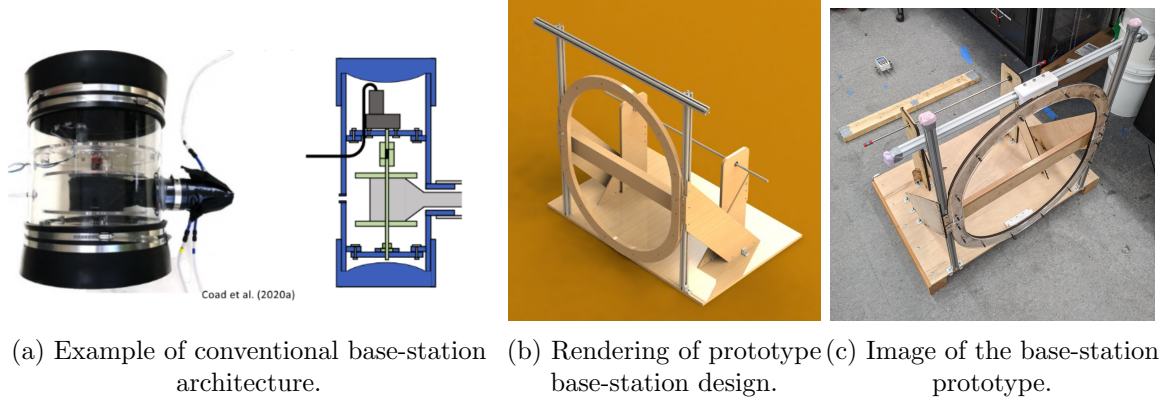 Coad et al. (2020a)
(a) Example of conventional base-station
architecture.
(b) Rendering of prototype
base-station design.
(c) Image of the base-station
prototype.